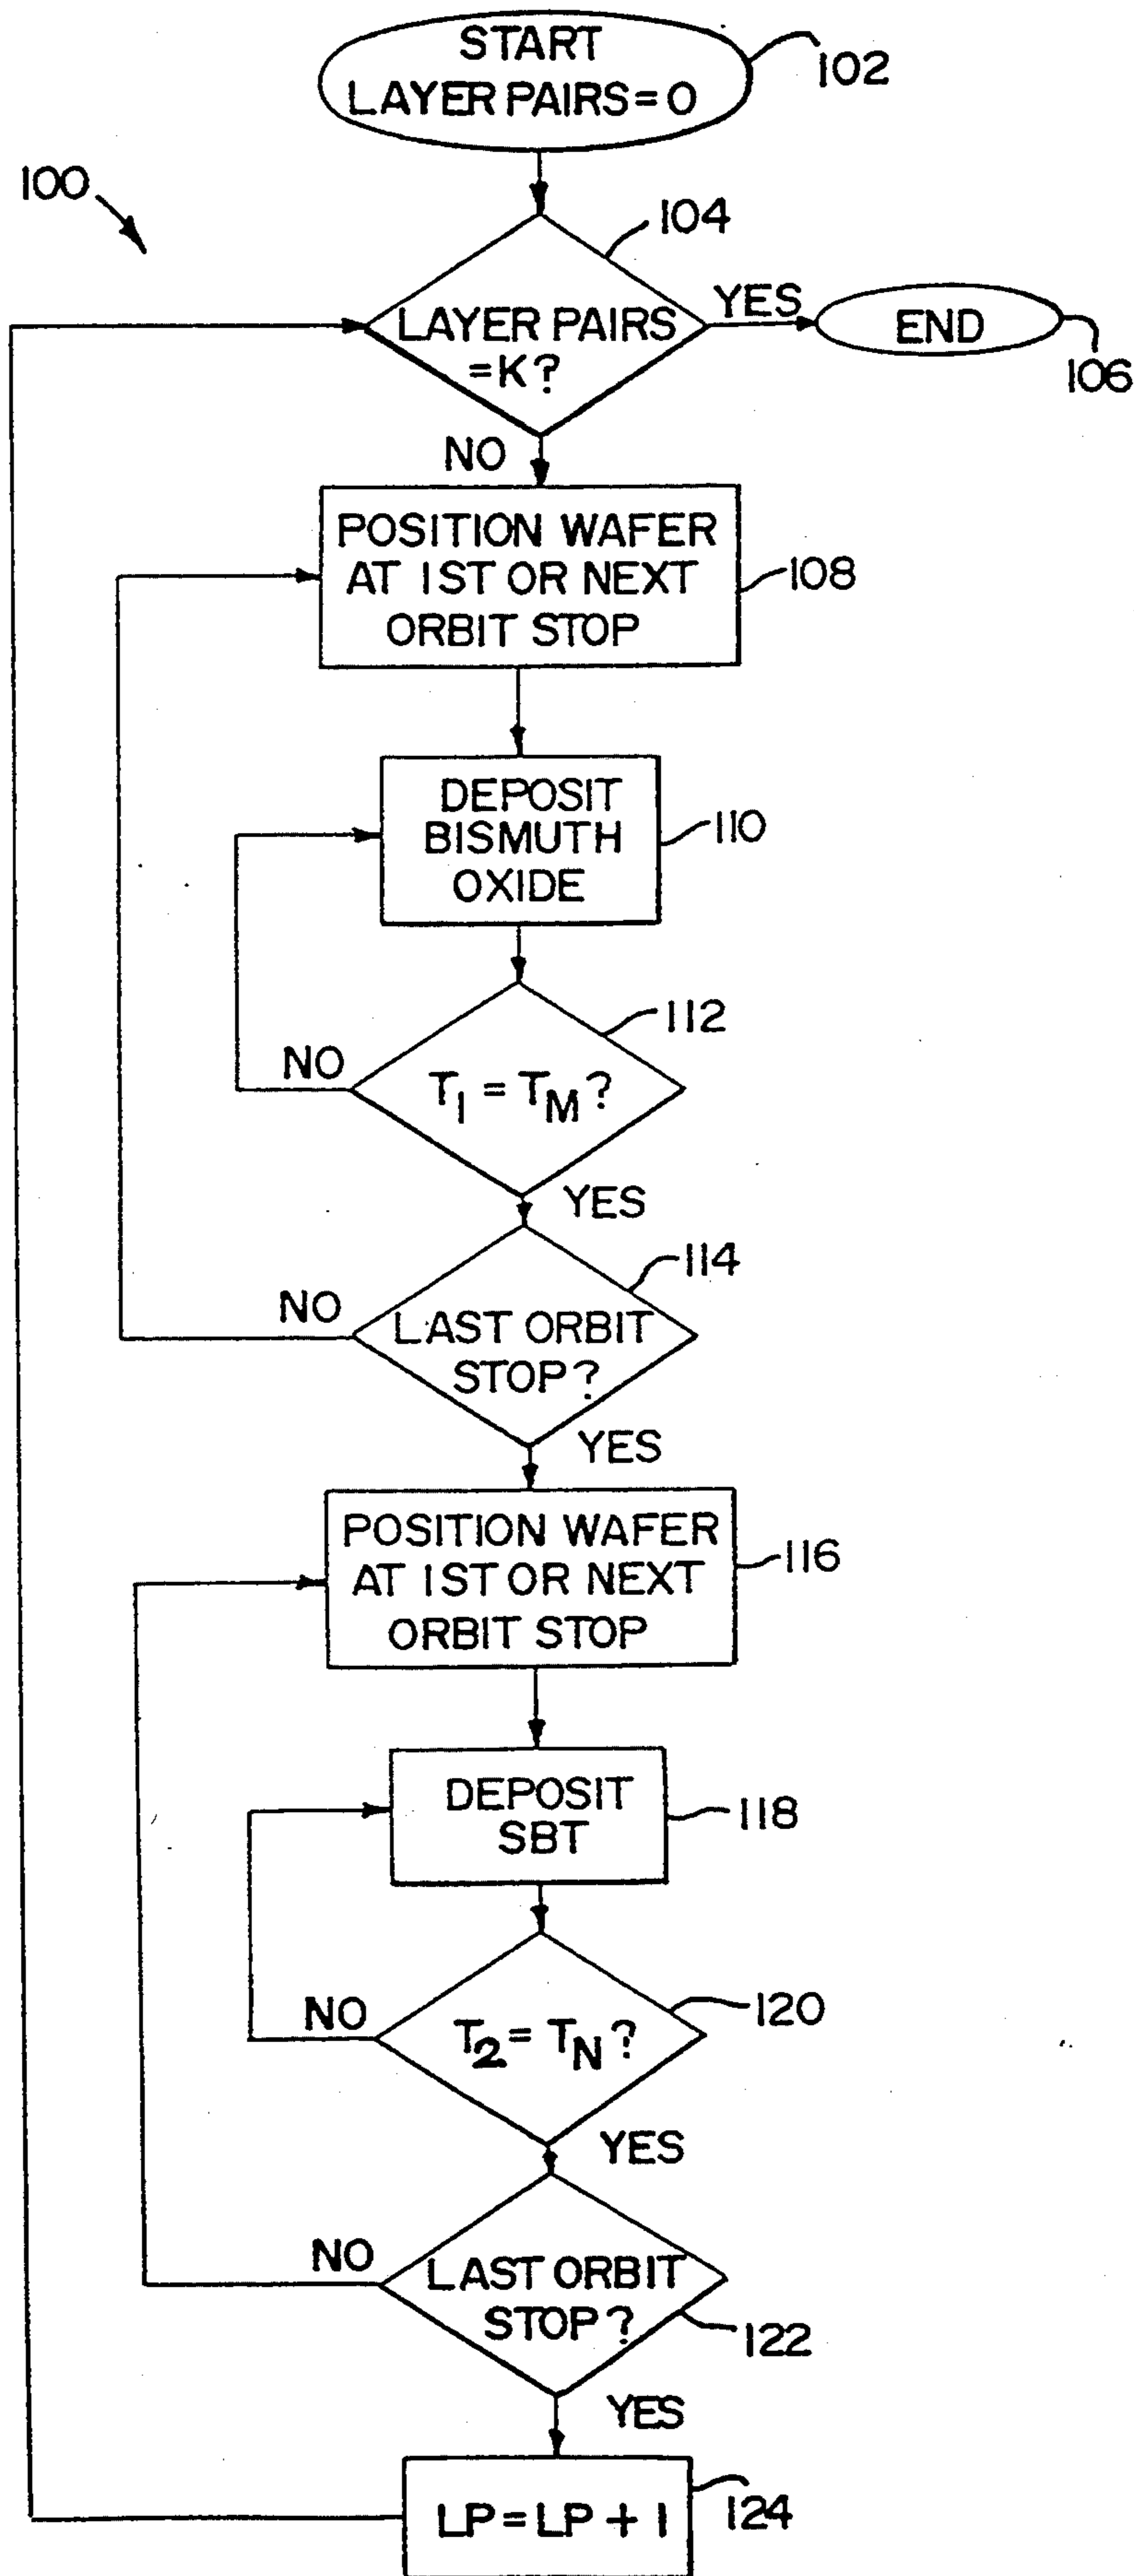 START
LAYER PAIRS = 0
102
100
104
LAYER PAIRS
= K?
YES
END
106
NO
POSITION WAFER
AT 1ST OR NEXT
ORBIT STOP
108
DEPOSIT
BISMUTH
OXIDE
110
112
NO
T1 = TM?
YES
114
NO
LAST ORBIT
STOP?
YES
POSITION WAFER
AT 1ST OR NEXT
ORBIT STOP
116
DEPOSIT
SBT
118
120
NO
T2 = TN?
YES
NO
LAST ORBIT
STOP?
122
YES
LP = LP + 1
124